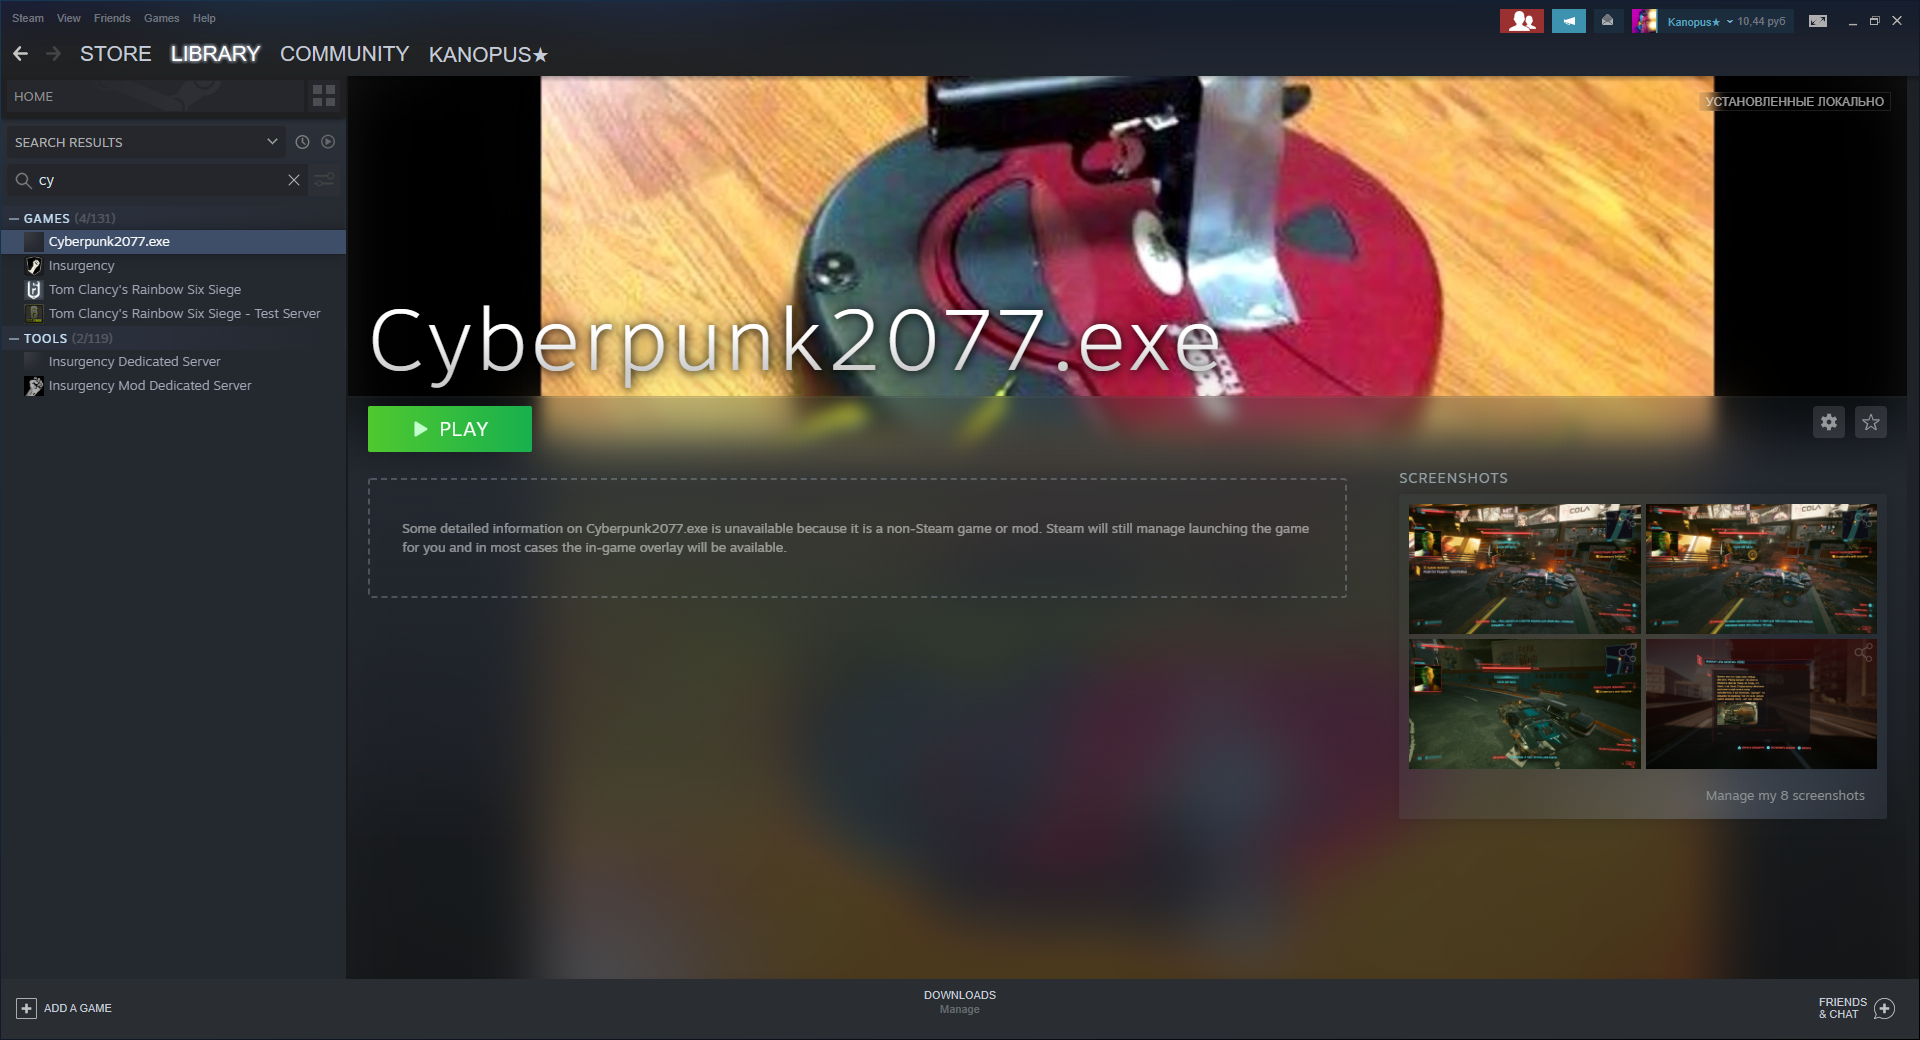 Steam View Friends Games Help
Kanopus★ 10,44 руб
STORE LIBRARY COMMUNITY KANOPUS★
HOME
УСТАНОВЛЕННЫЕ ЛОКАЛЬНО
SEARCH RESULTS
cy
GAMES (4/131)
Cyberpunk2077.exe
Insurgency
Tom Clancy's Rainbow Six Siege
Tom Clancy's Rainbow Six Siege - Test Server
TOOLS (2/119)
Insurgency Dedicated Server
Insurgency Mod Dedicated Server
Cyberpunk2077.exe
PLAY
Some detailed information on Cyberpunk2077.exe is unavailable because it is a non-Steam game or mod. Steam will still manage launching the game
for you and in most cases the in-game overlay will be available.
SCREENSHOTS
COLA
COLA
Manage my 8 screenshots
ADD A GAME
DOWNLOADS
Manage
FRIENDS
& CHAT